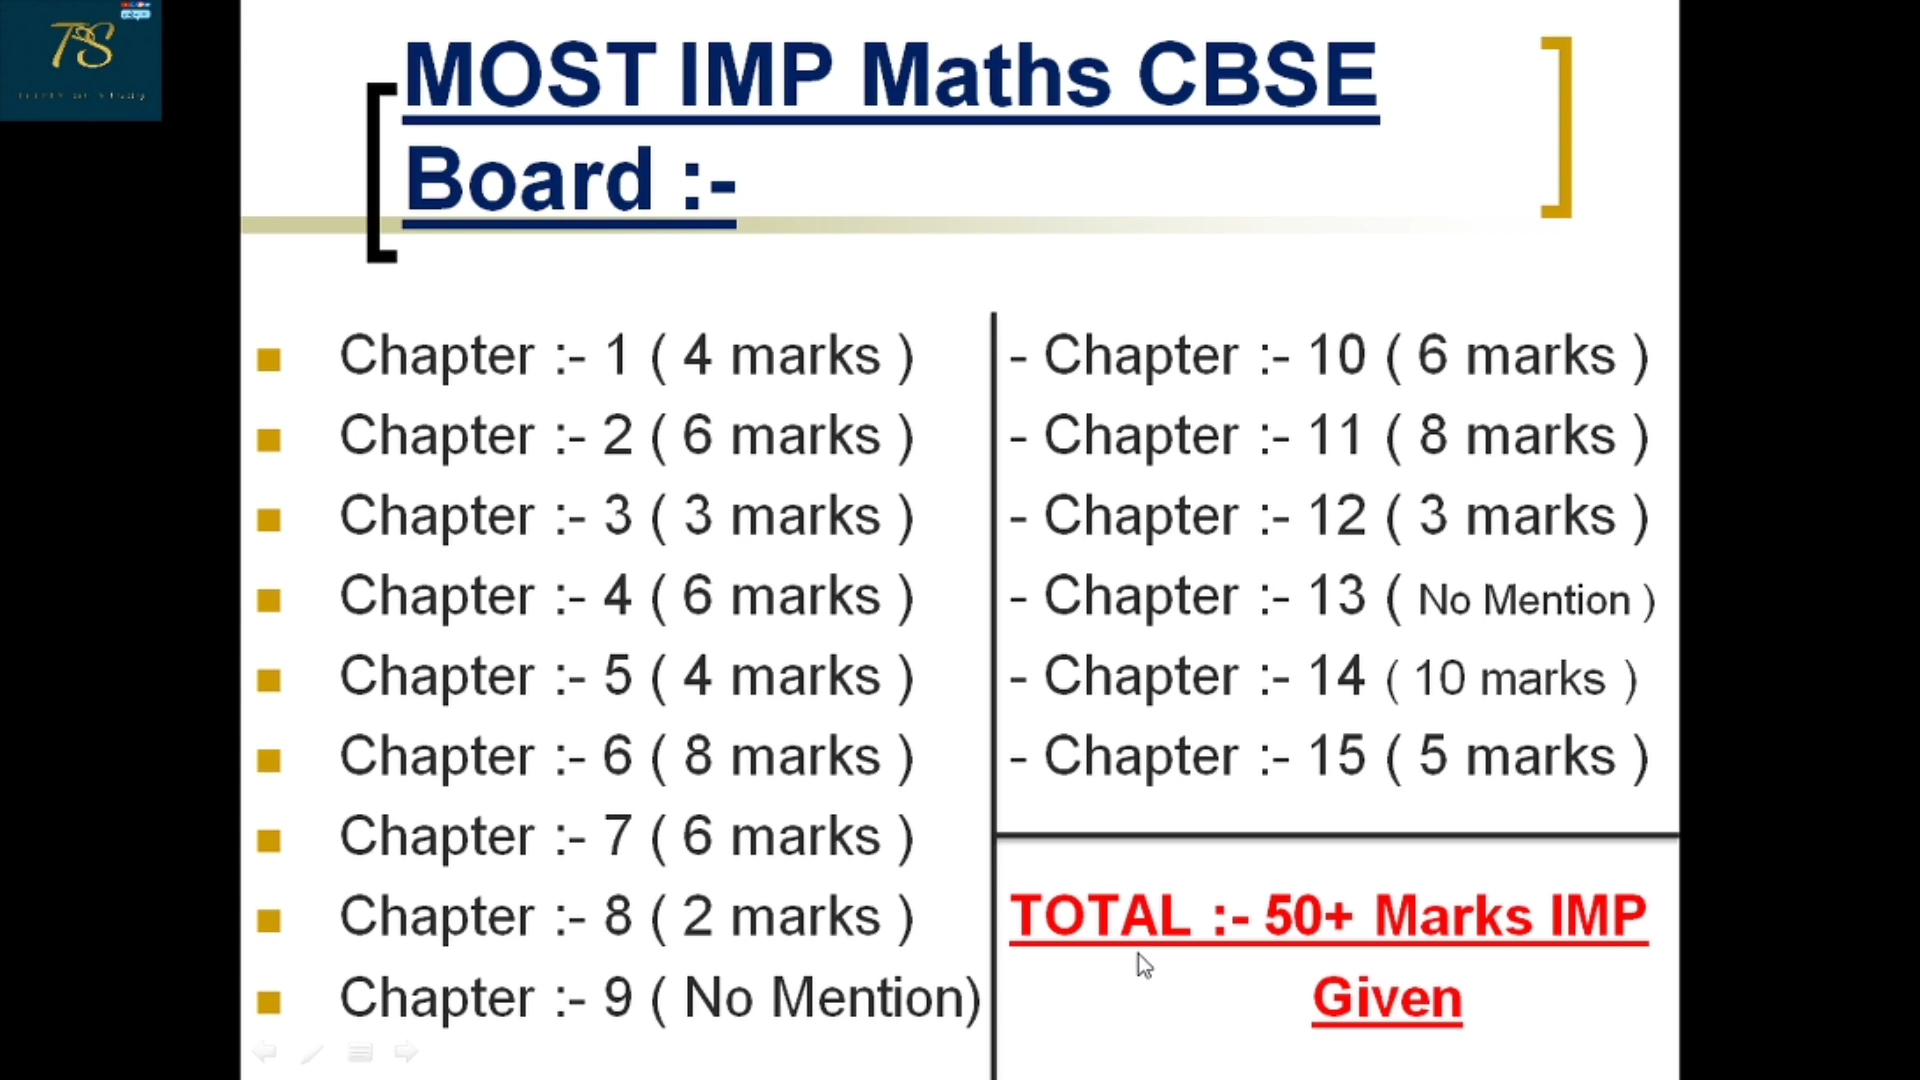 TS
MOST IMP Maths CBSE
Board :-
Chapter :- 1 ( 4 marks )
Chapter :- 2 ( 6 marks )
Chapter :- 3 ( 3 marks )
Chapter :- 4 ( 6 marks )
Chapter :- 5 ( 4 marks )
Chapter :- 6 ( 8 marks )
Chapter :- 7 ( 6 marks )
Chapter :- 8 ( 2 marks )
Chapter :- 9 ( No Mention)
- Chapter :- 10 ( 6 marks )
- Chapter :- 11 ( 8 marks )
- Chapter :- 12 ( 3 marks )
- Chapter :- 13 ( No Mention )
- Chapter :- 14 ( 10 marks )
- Chapter :- 15 ( 5 marks )
TOTAL :- 50+ Marks IMP
Given